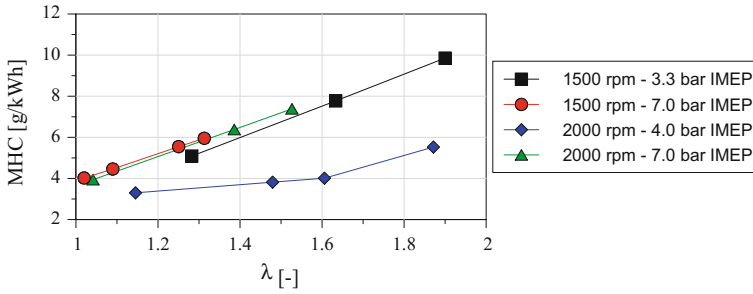 12
10
8
6
4
2
MHC [g/kWh]
1 1.2 1.4 1.6 1.8 2
λ [-]
1500 rpm - 3.3 bar IMEP
1500 rpm - 7.0 bar IMEP
2000 rpm - 4.0 bar IMEP
2000 rpm - 7.0 bar IMEP